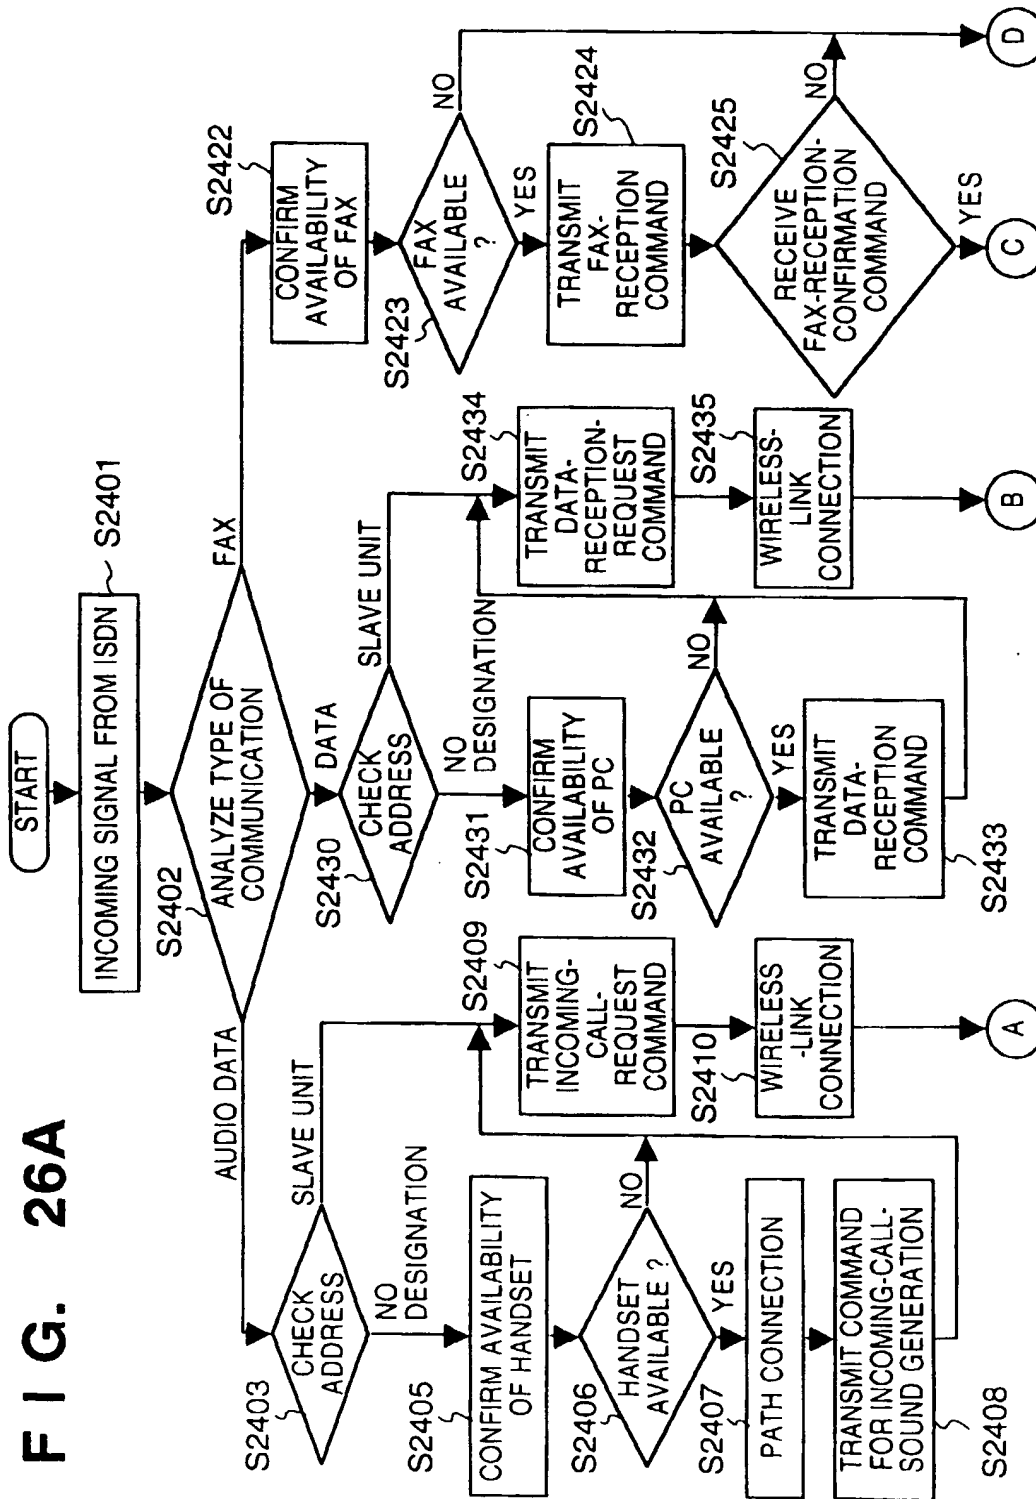 F I G. 26A
START
INCOMING SIGNAL FROM ISDN
S2401
S2402
ANALYZE TYPE OF
COMMUNICATION
AUDIO DATA
DATA
FAX
S2403
CHECK
ADDRESS
SLAVE UNIT
NO
DESIGNATION
S2405
CONFIRM AVAILABILITY
OF HANDSET
S2406
HANDSET
AVAILABLE ?
NO
YES
S2407
PATH CONNECTION
TRANSMIT COMMAND
FOR INCOMING-CALL-
SOUND GENERATION
S2408
S2409
TRANSMIT
INCOMING-
CALL-
REQUEST
COMMAND
S2410
WIRELESS
-LINK
CONNECTION
A
S2430
CHECK
ADDRESS
SLAVE UNIT
NO
DESIGNATION
S2431
CONFIRM
AVAILABILITY
OF PC
S2432
PC
AVAILABLE
?
NO
YES
TRANSMIT
DATA-
RECEPTION
COMMAND
S2433
S2434
TRANSMIT
DATA-
RECEPTION-
REQUEST
COMMAND
S2435
WIRELESS-
LINK
CONNECTION
B
S2422
CONFIRM
AVAILABILITY
OF FAX
S2423
FAX
AVAILABLE
?
NO
YES
S2424
TRANSMIT
FAX-
RECEPTION
COMMAND
S2425
RECEIVE
FAX-RECEPTION-
CONFIRMATION
COMMAND
NO
YES
C
D